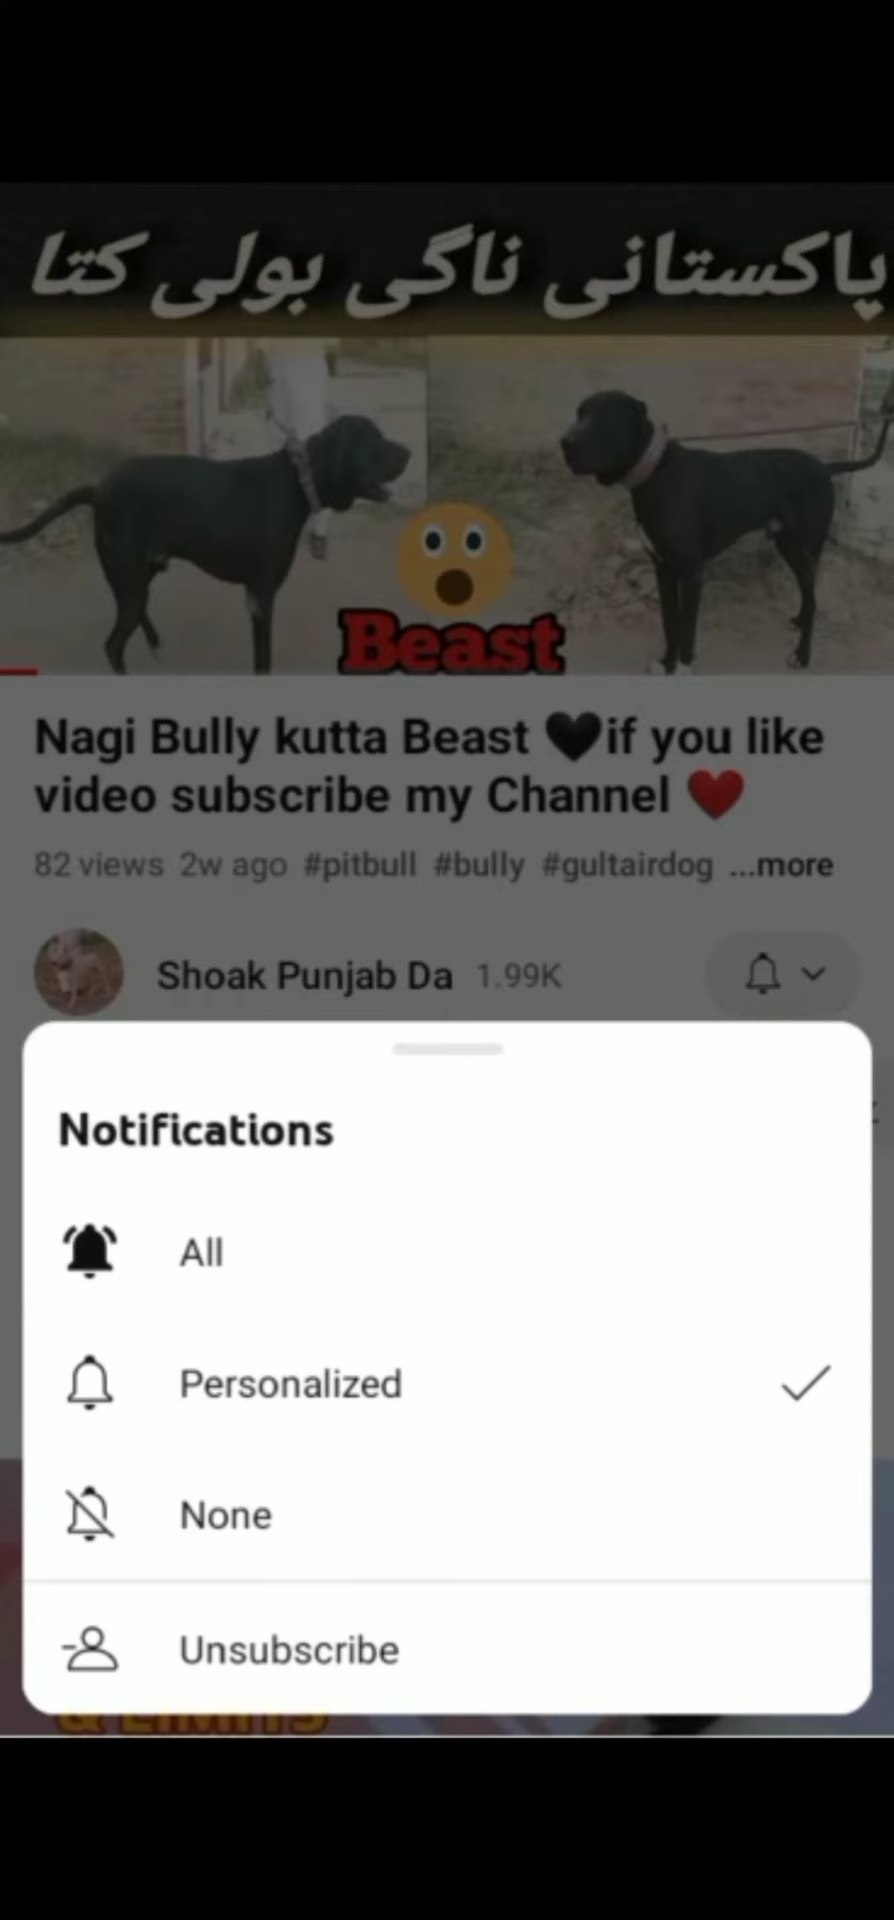 پاکستانی ناگی بولی کتا
Beast
Nagi Bully kutta Beast 🖤if you like
video subscribe my Channel ❤️
82 views 2w ago #pitbull #bully #gultairdog ...more
Shoak Punjab Da 1.99K
Notifications
All
Personalized
None
Unsubscribe
& LIMITS